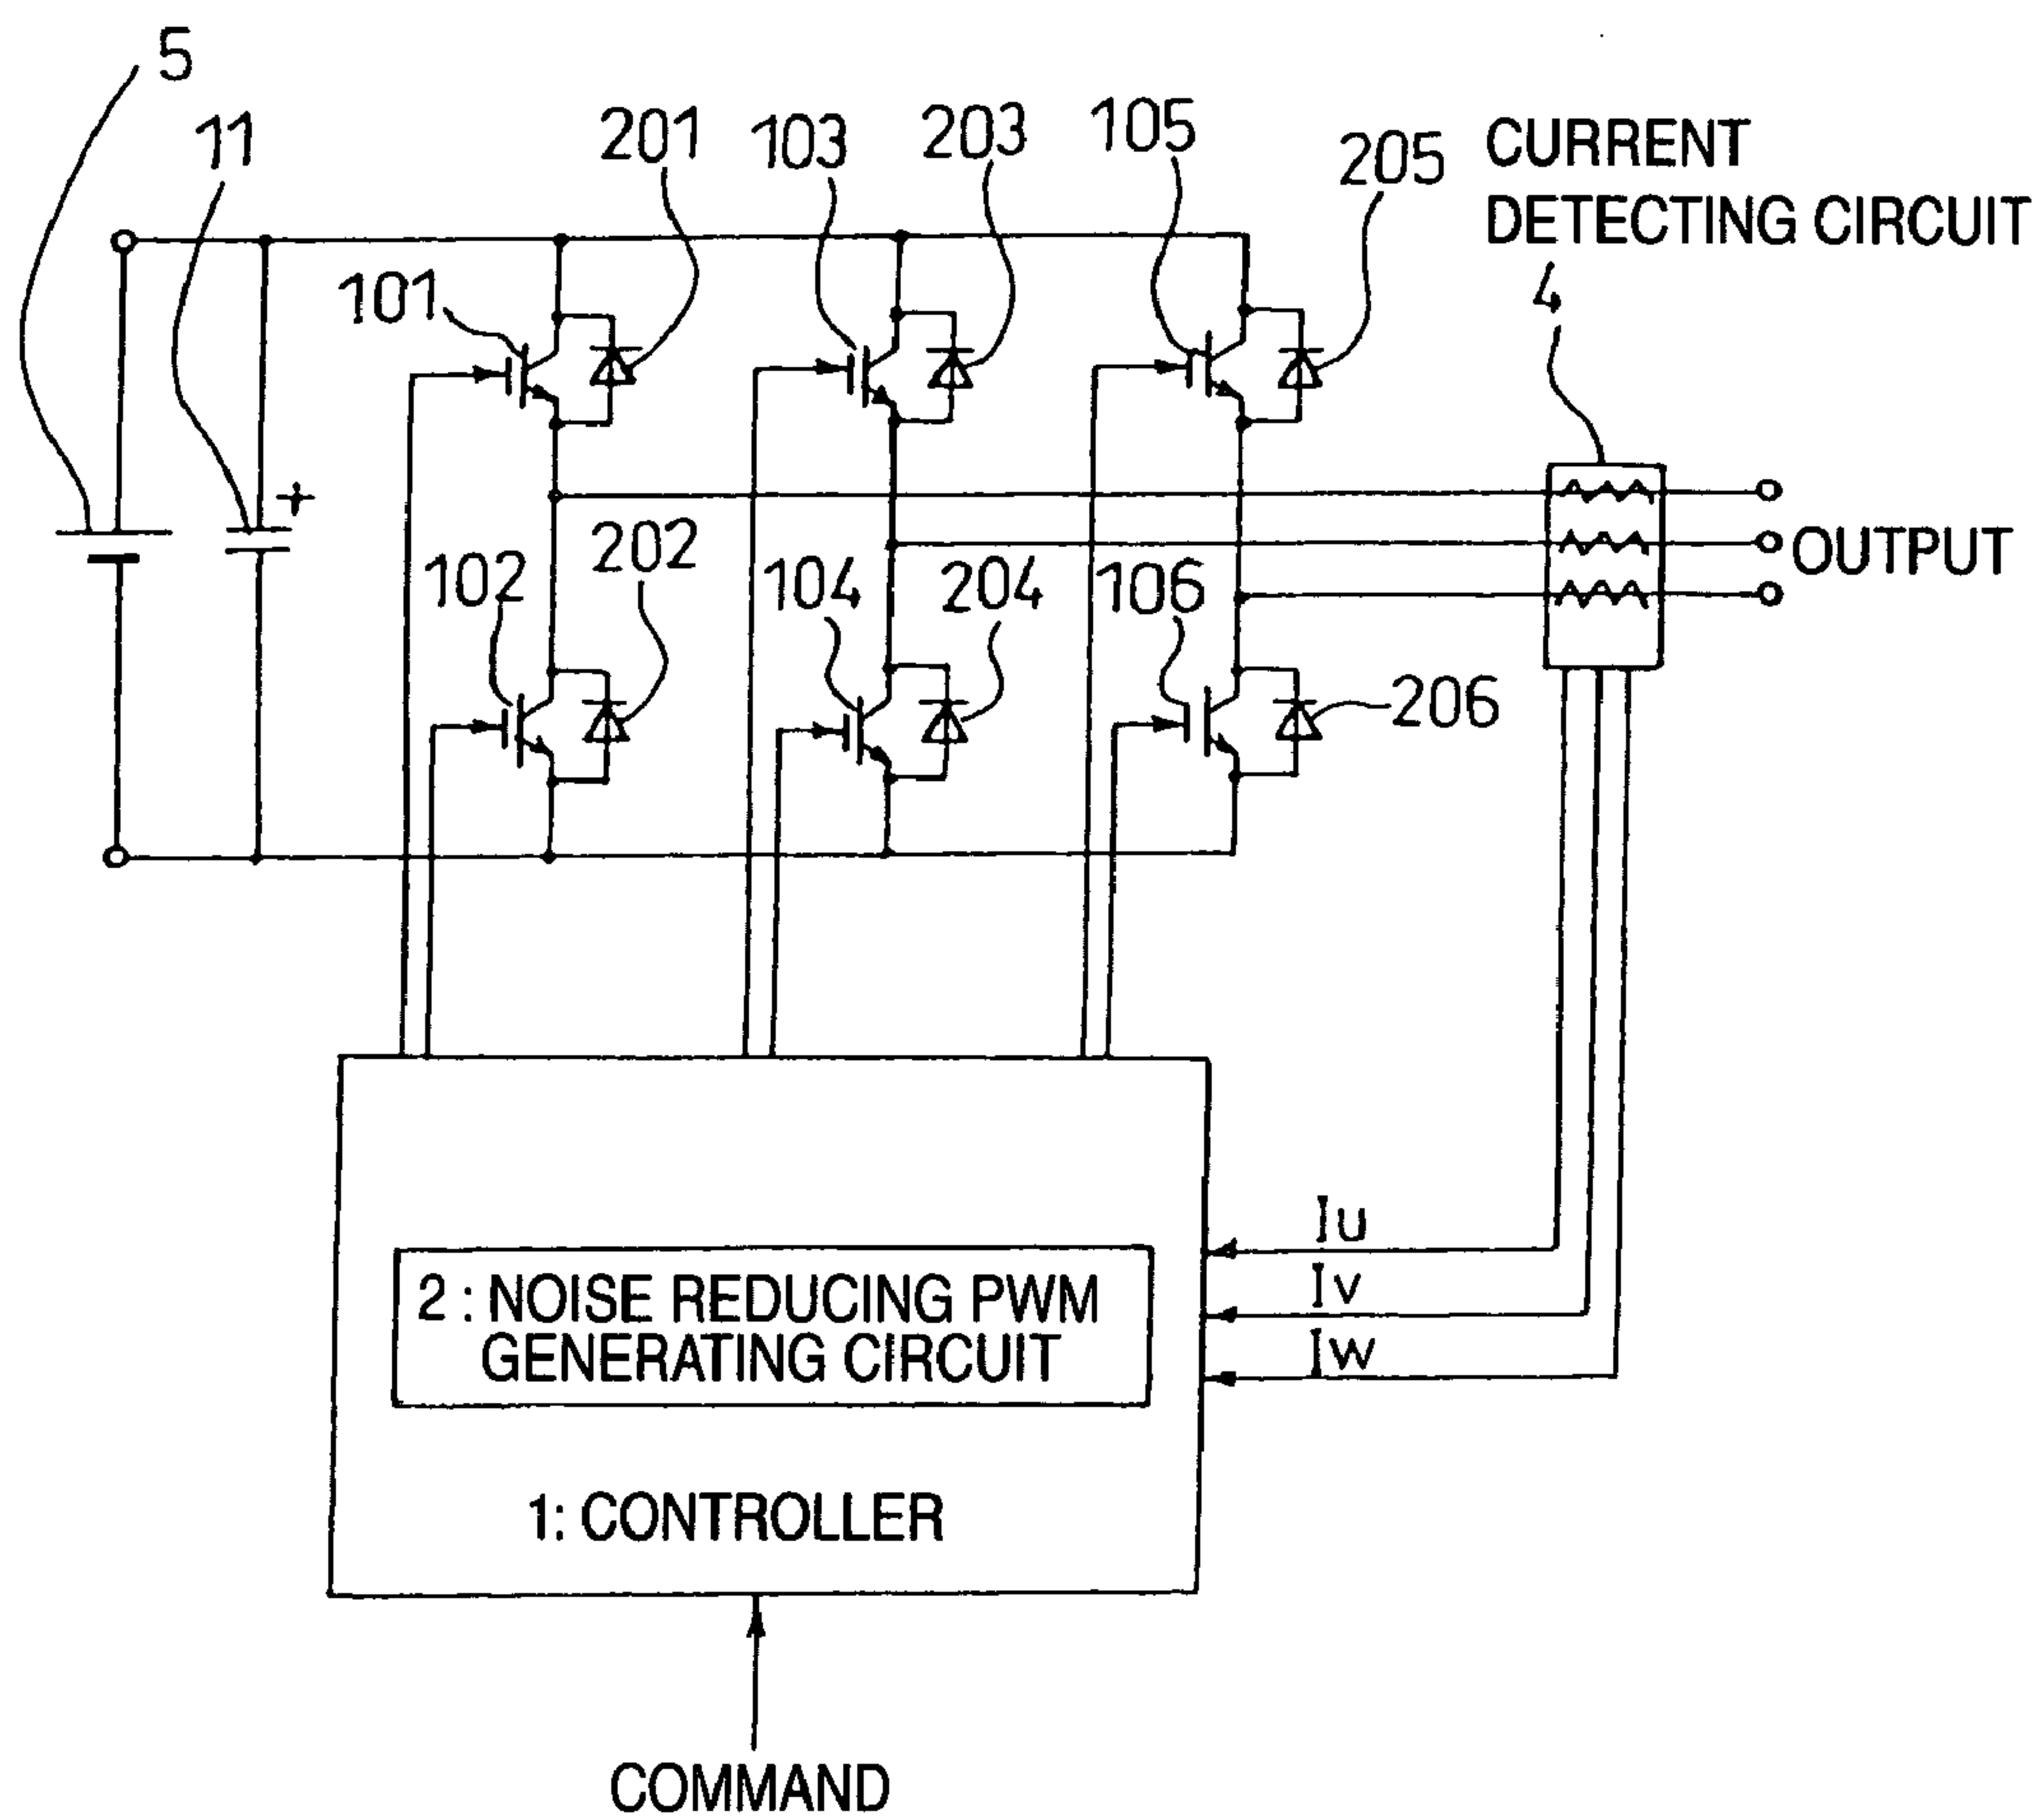 5
11
201
103
203
105
205
CURRENT
DETECTING CIRCUIT
4
101
+
102
202
104
204
106
206
OUTPUT
Iu
Iv
Iw
2 : NOISE REDUCING PWM
GENERATING CIRCUIT
1: CONTROLLER
COMMAND